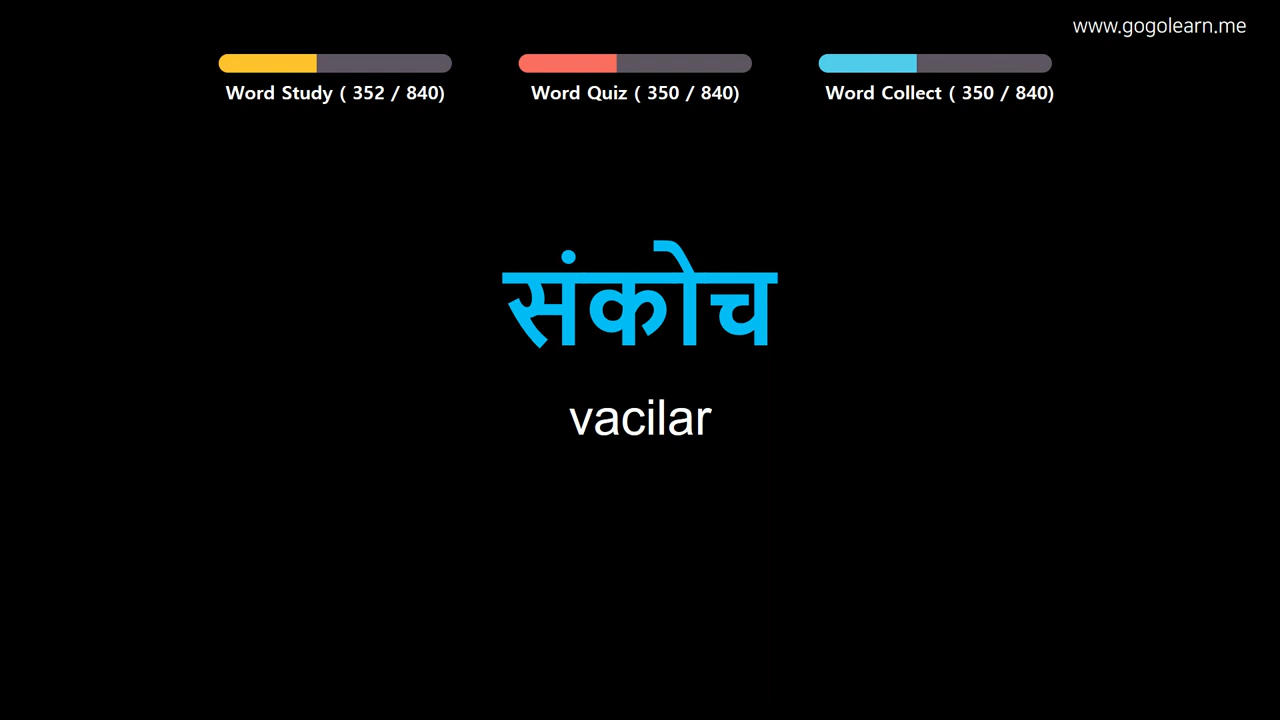 www.gogolearn.me
Word Study ( 352 / 840)
Word Quiz ( 350 / 840)
Word Collect ( 350 / 840)
संकोच
vacilar